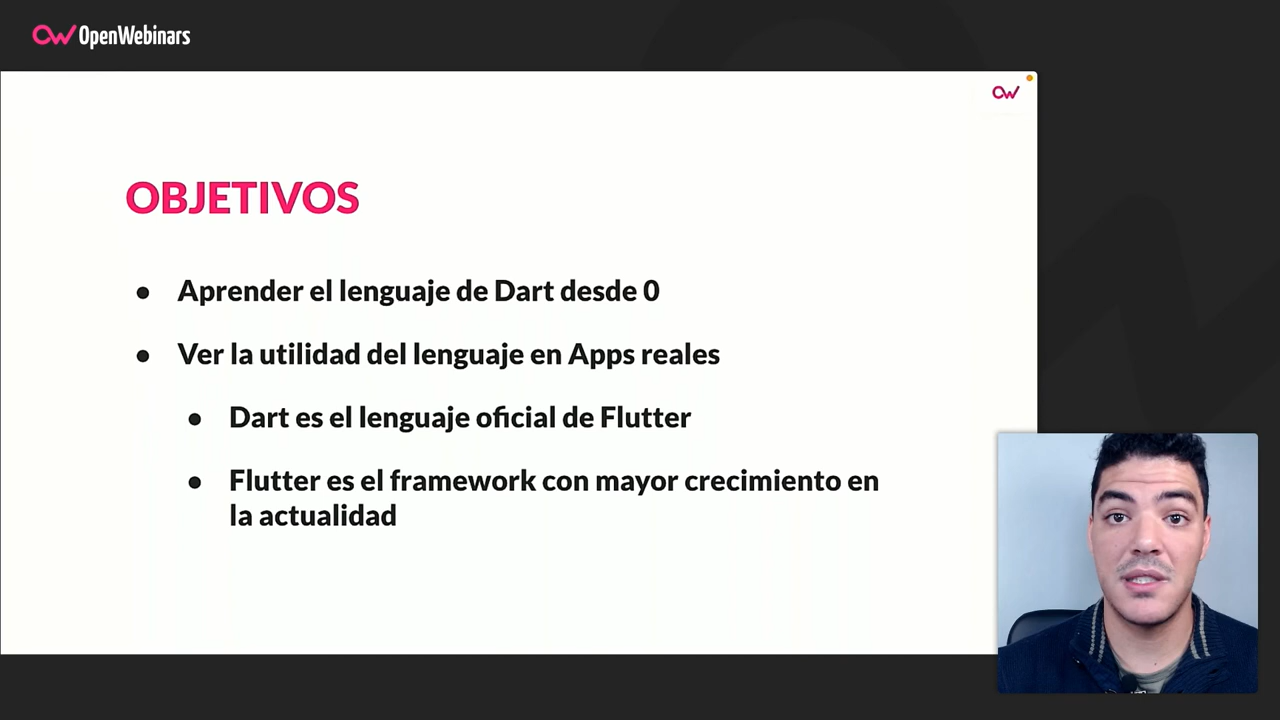 OpenWebinars
OBJETIVOS
● Aprender el lenguaje de Dart desde 0
● Ver la utilidad del lenguaje en Apps reales
● Dart es el lenguaje oficial de Flutter
● Flutter es el framework con mayor crecimiento en
la actualidad